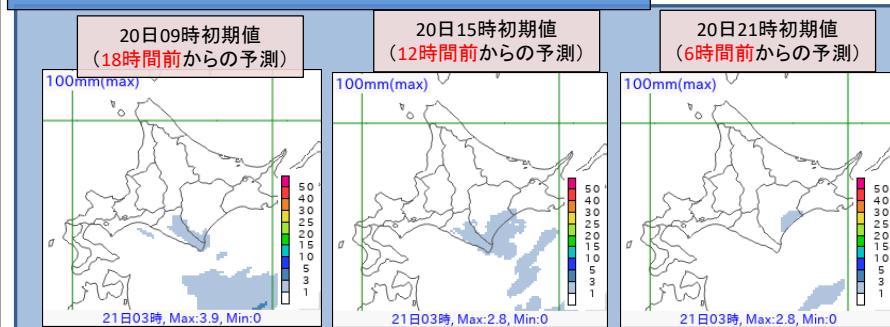 20日09時初期値
（18時間前からの予測）
100mm(max)
50
40
30
25
20
15
10
5
3
1
21日03時, Max:3.9, Min:0
20日15時初期値
（12時間前からの予測）
100mm(max)
50
40
30
25
20
15
10
5
3
1
21日03時, Max:2.8, Min:0
20日21時初期値
（6時間前からの予測）
100mm(max)
50
40
30
25
20
15
10
5
3
1
21日03時, Max:2.8, Min:0